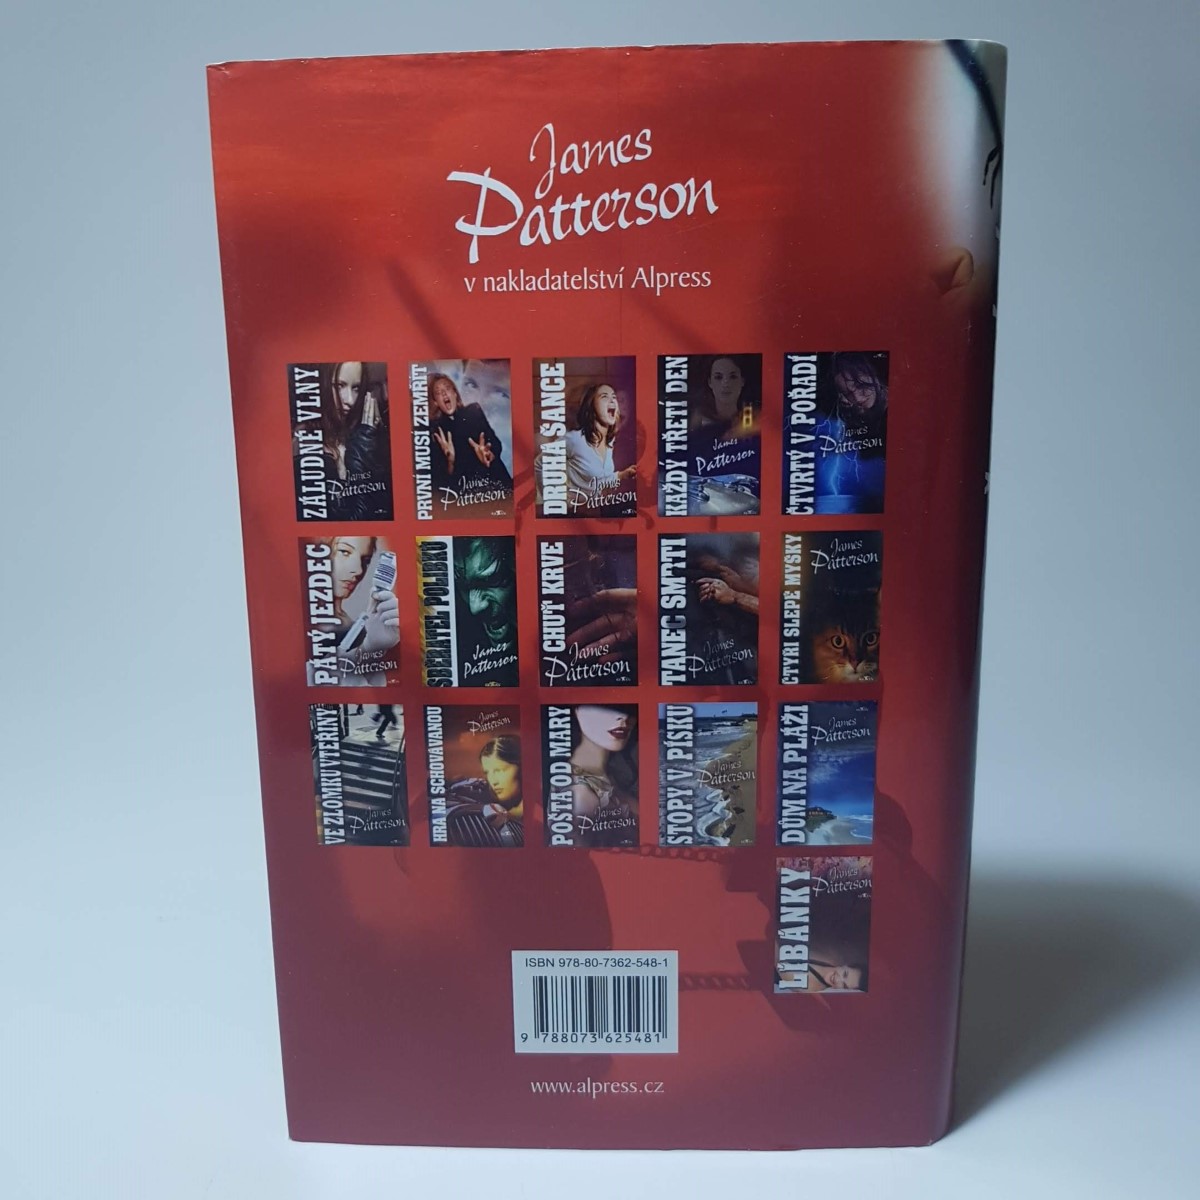 James
Patterson
v nakladatelství Alpress
ZÁLUDNÉ VLNY
James
Patterson
PRVNÍ MUSÍ ZEMŘÍT
James
Patterson
DRUHÁ ŠANCE
James
Patterson
KAŽDÝ TŘETÍ DEN
James
Patterson
ČTVRTÝ V POŘADÍ
James
Patterson
PÁTÝ JEZDEC
James
Patterson
SBĚRATEL POLIBKŮ
James
Patterson
CHUŤ KRVE
James
Patterson
TANEC SMRTI
James
Patterson
ČTYŘI SLEPÉ MYŠKY
James
Patterson
VE ZLOMKU VTEŘINY
James
Patterson
HRA NA SCHOVÁVANOU
James
Patterson
POŠTA OD MARY
James
Patterson
STOPY V PÍSKU
James
Patterson
DŮM NA PLÁŽI
James
Patterson
LÍBÁNKY
James
Patterson
ISBN 978-80-7362-548-1
9 788073 625481
www.alpress.cz